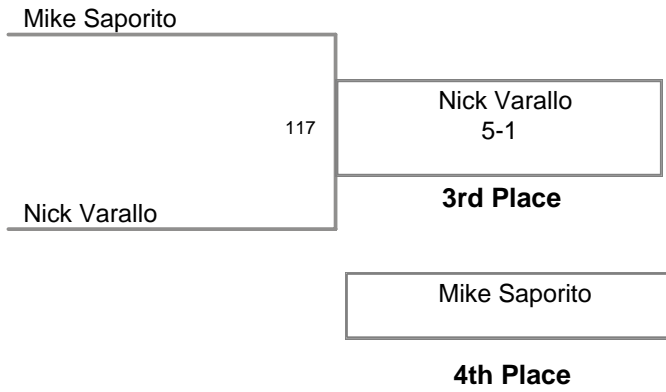 Mike Saporito
Nick Varallo
117
5-1
3rd Place
Nick Varallo
Mike Saporito
4th Place